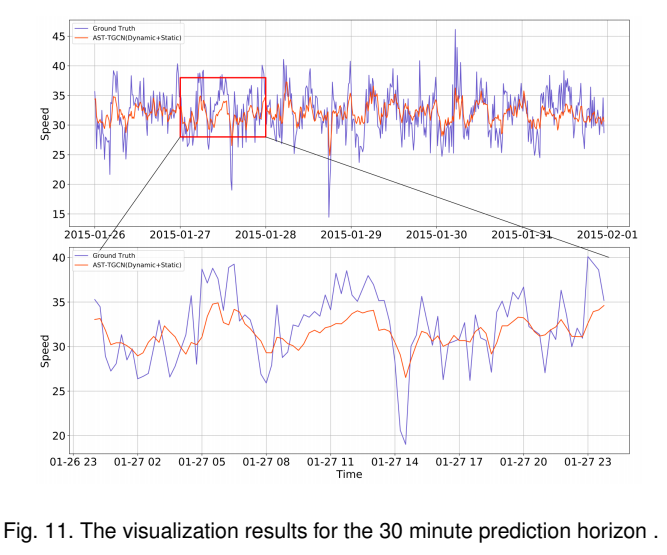 Ground Truth
AST-TGCN(Dynamic+Static)
45
40
35
30
25
20
15
Speed
2015-01-26 2015-01-27 2015-01-28 2015-01-29 2015-01-30 2015-01-31 2015-02-01
Ground Truth
AST-TGCN(Dynamic+Static)
40
35
30
25
20
Speed
01-26 23 01-27 02 01-27 05 01-27 08 01-27 11 01-27 14 01-27 17 01-27 20 01-27 23
Time
Fig. 11. The visualization results for the 30 minute prediction horizon .